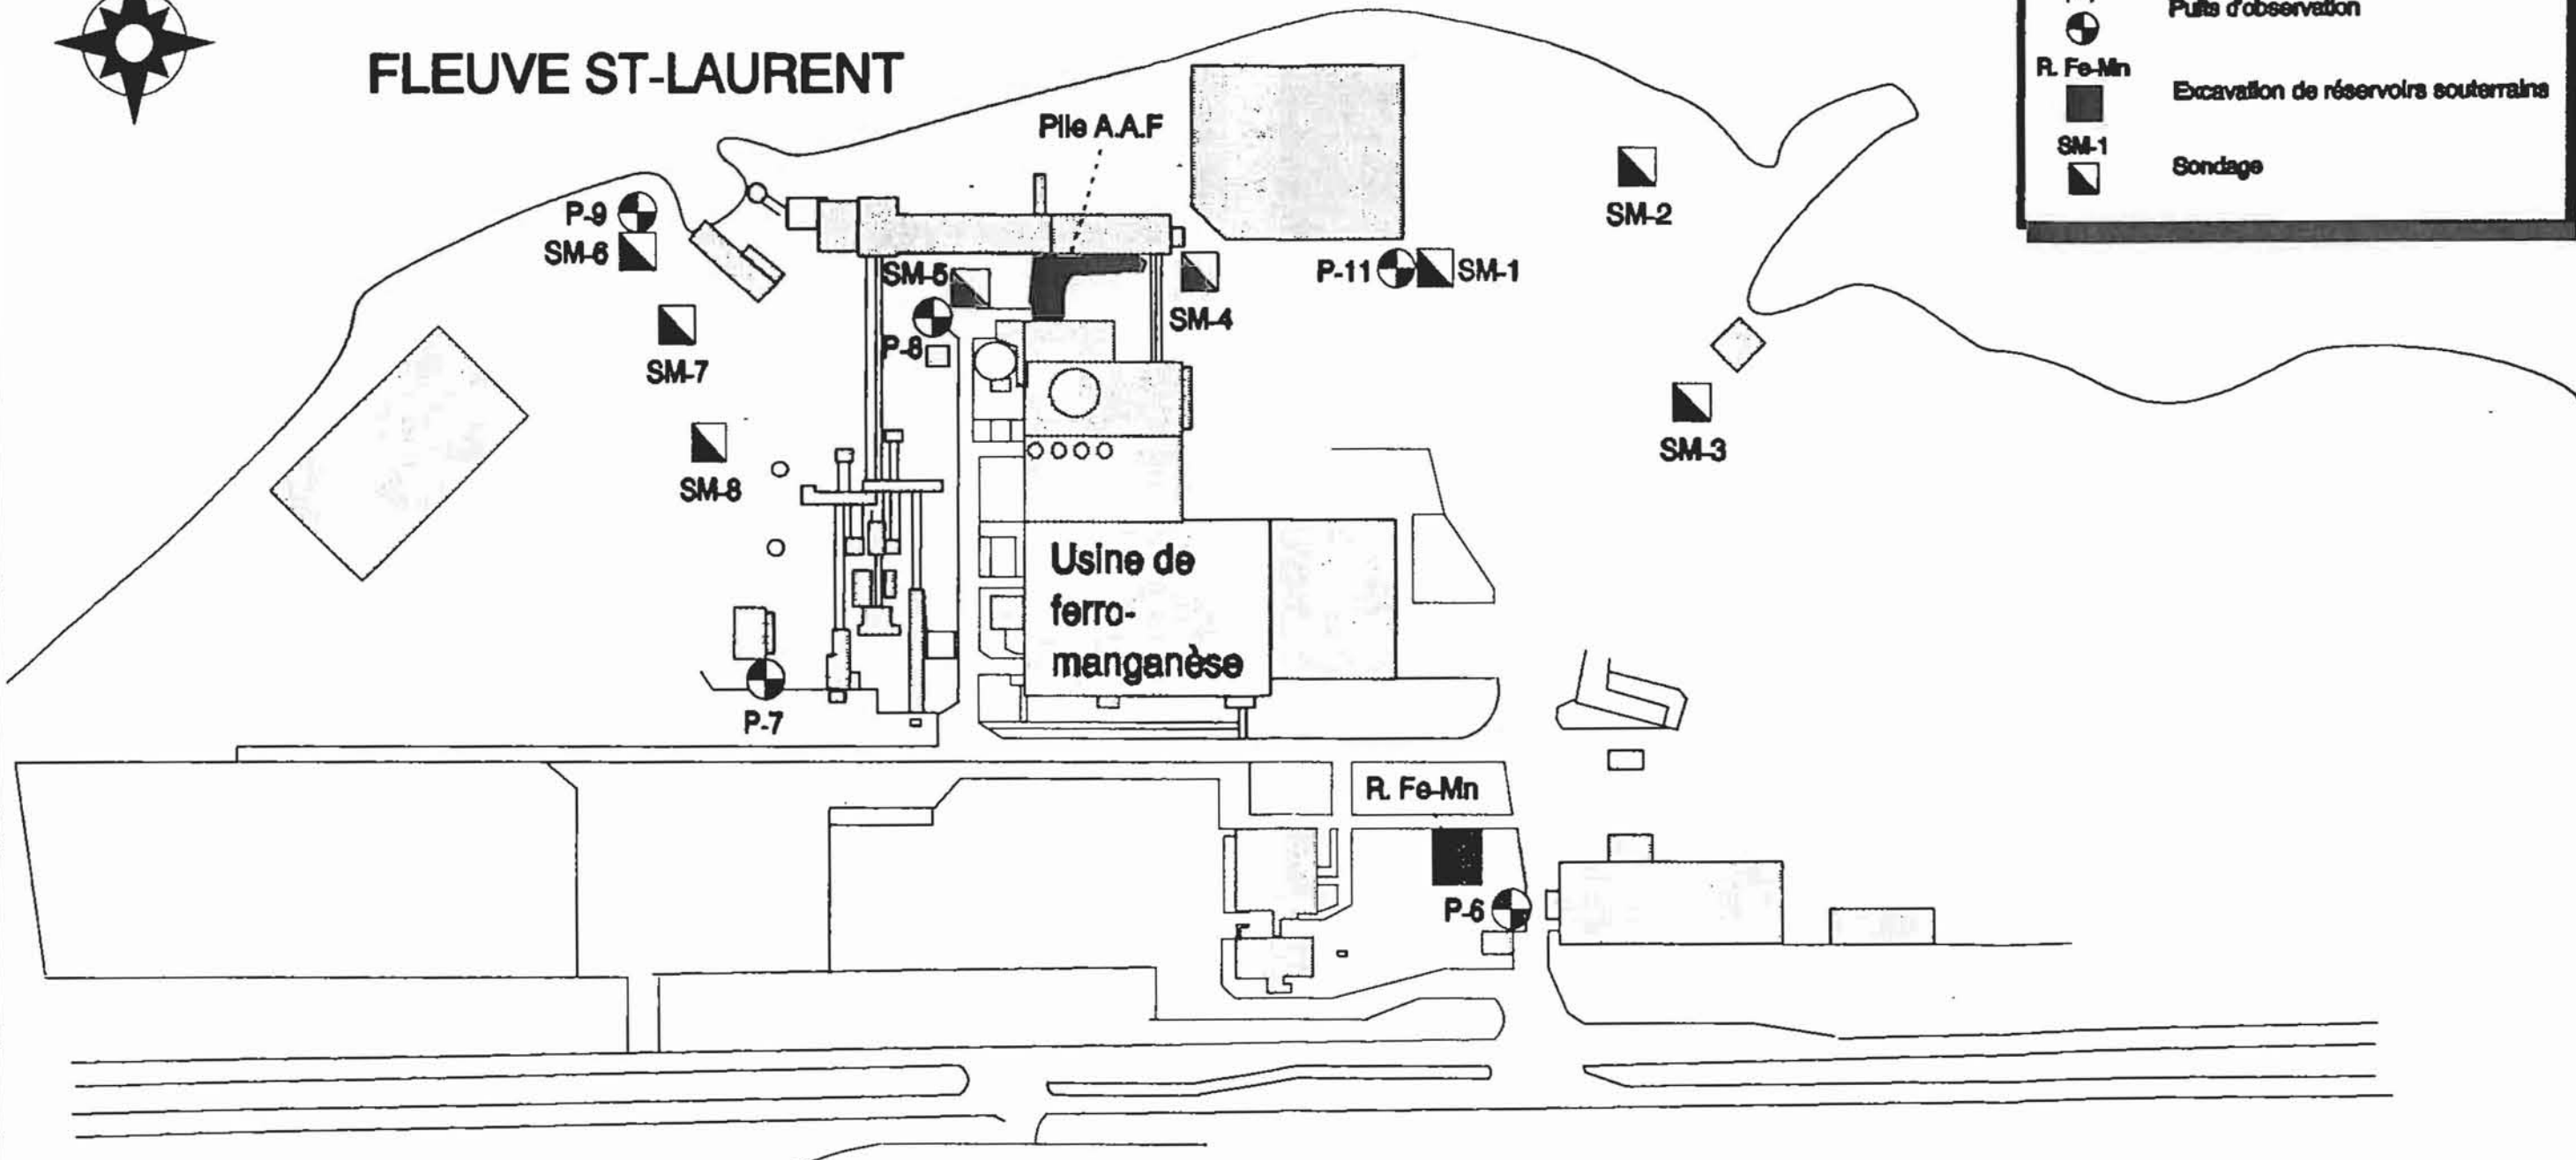 FLEUVE ST-LAURENT
Puits d'observation
R. Fe-Mn
Excavation de réservoirs souterrains
SM-1
Sondage
Pile A.A.F
P-9
SM-6
SM-7
SM-8
SM-5
P-8
SM-4
P-11
SM-1
SM-2
SM-3
Usine de
ferro-
manganèse
P-7
R. Fe-Mn
P-6